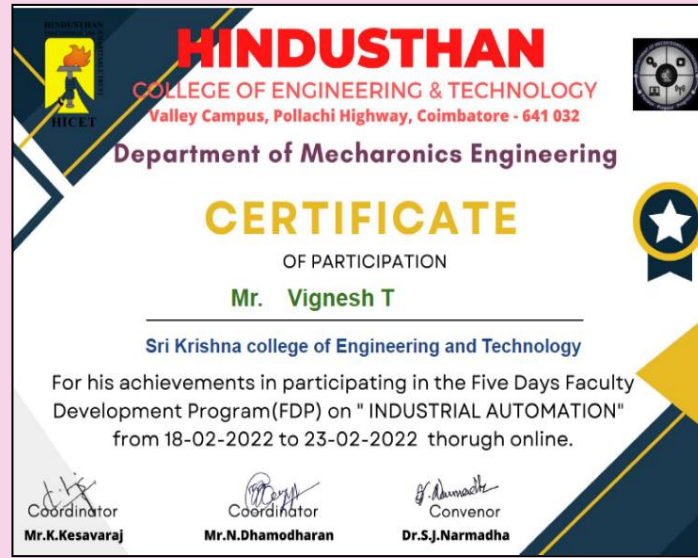 HINDUSTHAN
HICET
HINDUSTHAN
COLLEGE OF ENGINEERING & TECHNOLOGY
Valley Campus, Pollachi Highway, Coimbatore - 641 032
Department of Mecharonics Engineering
CERTIFICATE
OF PARTICIPATION
Mr. Vignesh T
Sri Krishna college of Engineering and Technology
For his achievements in participating in the Five Days Faculty
Development Program(FDP) on " INDUSTRIAL AUTOMATION"
from 18-02-2022 to 23-02-2022 thorugh online.
Coordinator Coordinator Convenor
Mr.K.Kesavaraj Mr.N.Dhamodharan Dr.S.J.Narmadha